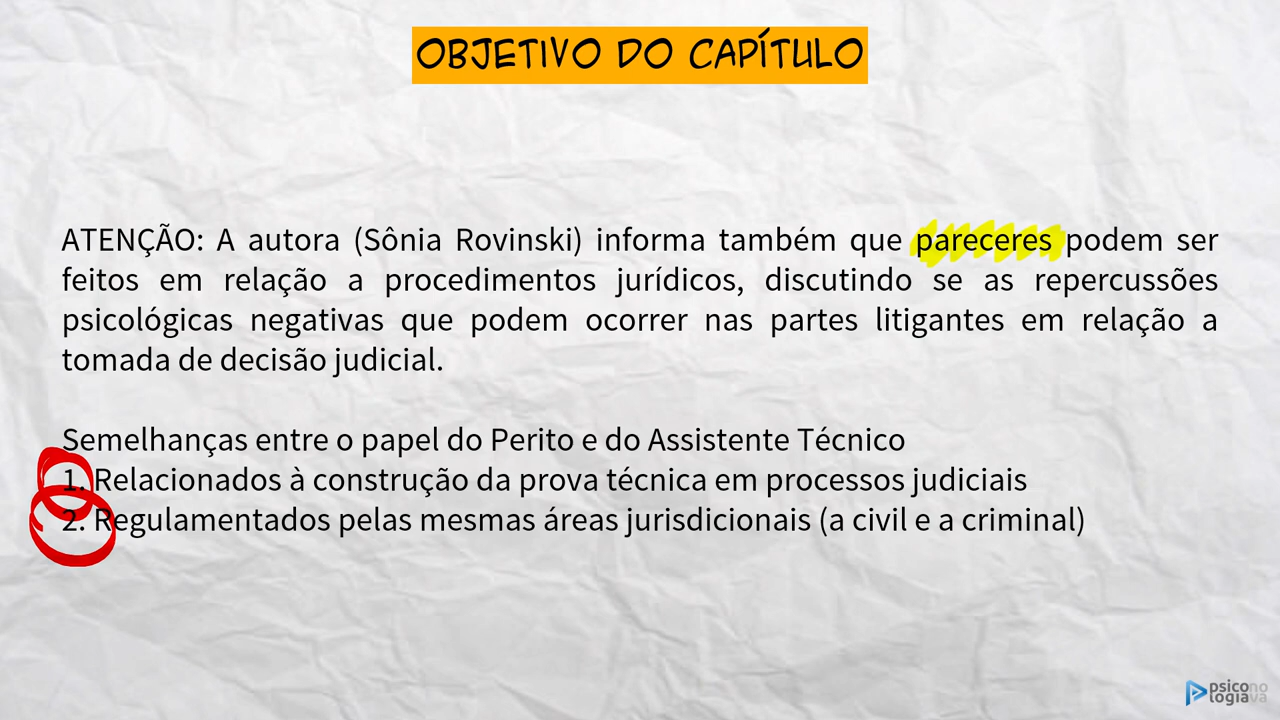 OBJETIVO DO CAPÍTULO
ATENÇÃO: A autora (Sônia Rovinski) informa também que pareceres podem ser
feitos em relação a procedimentos jurídicos, discutindo se as repercussões
psicológicas negativas que podem ocorrer nas partes litigantes em relação a
tomada de decisão judicial.
Semelhanças entre o papel do Perito e do Assistente Técnico
1. Relacionados à construção da prova técnica em processos judiciais
2. Regulamentados pelas mesmas áreas jurisdicionais (a civil e a criminal)
psicono
logiava